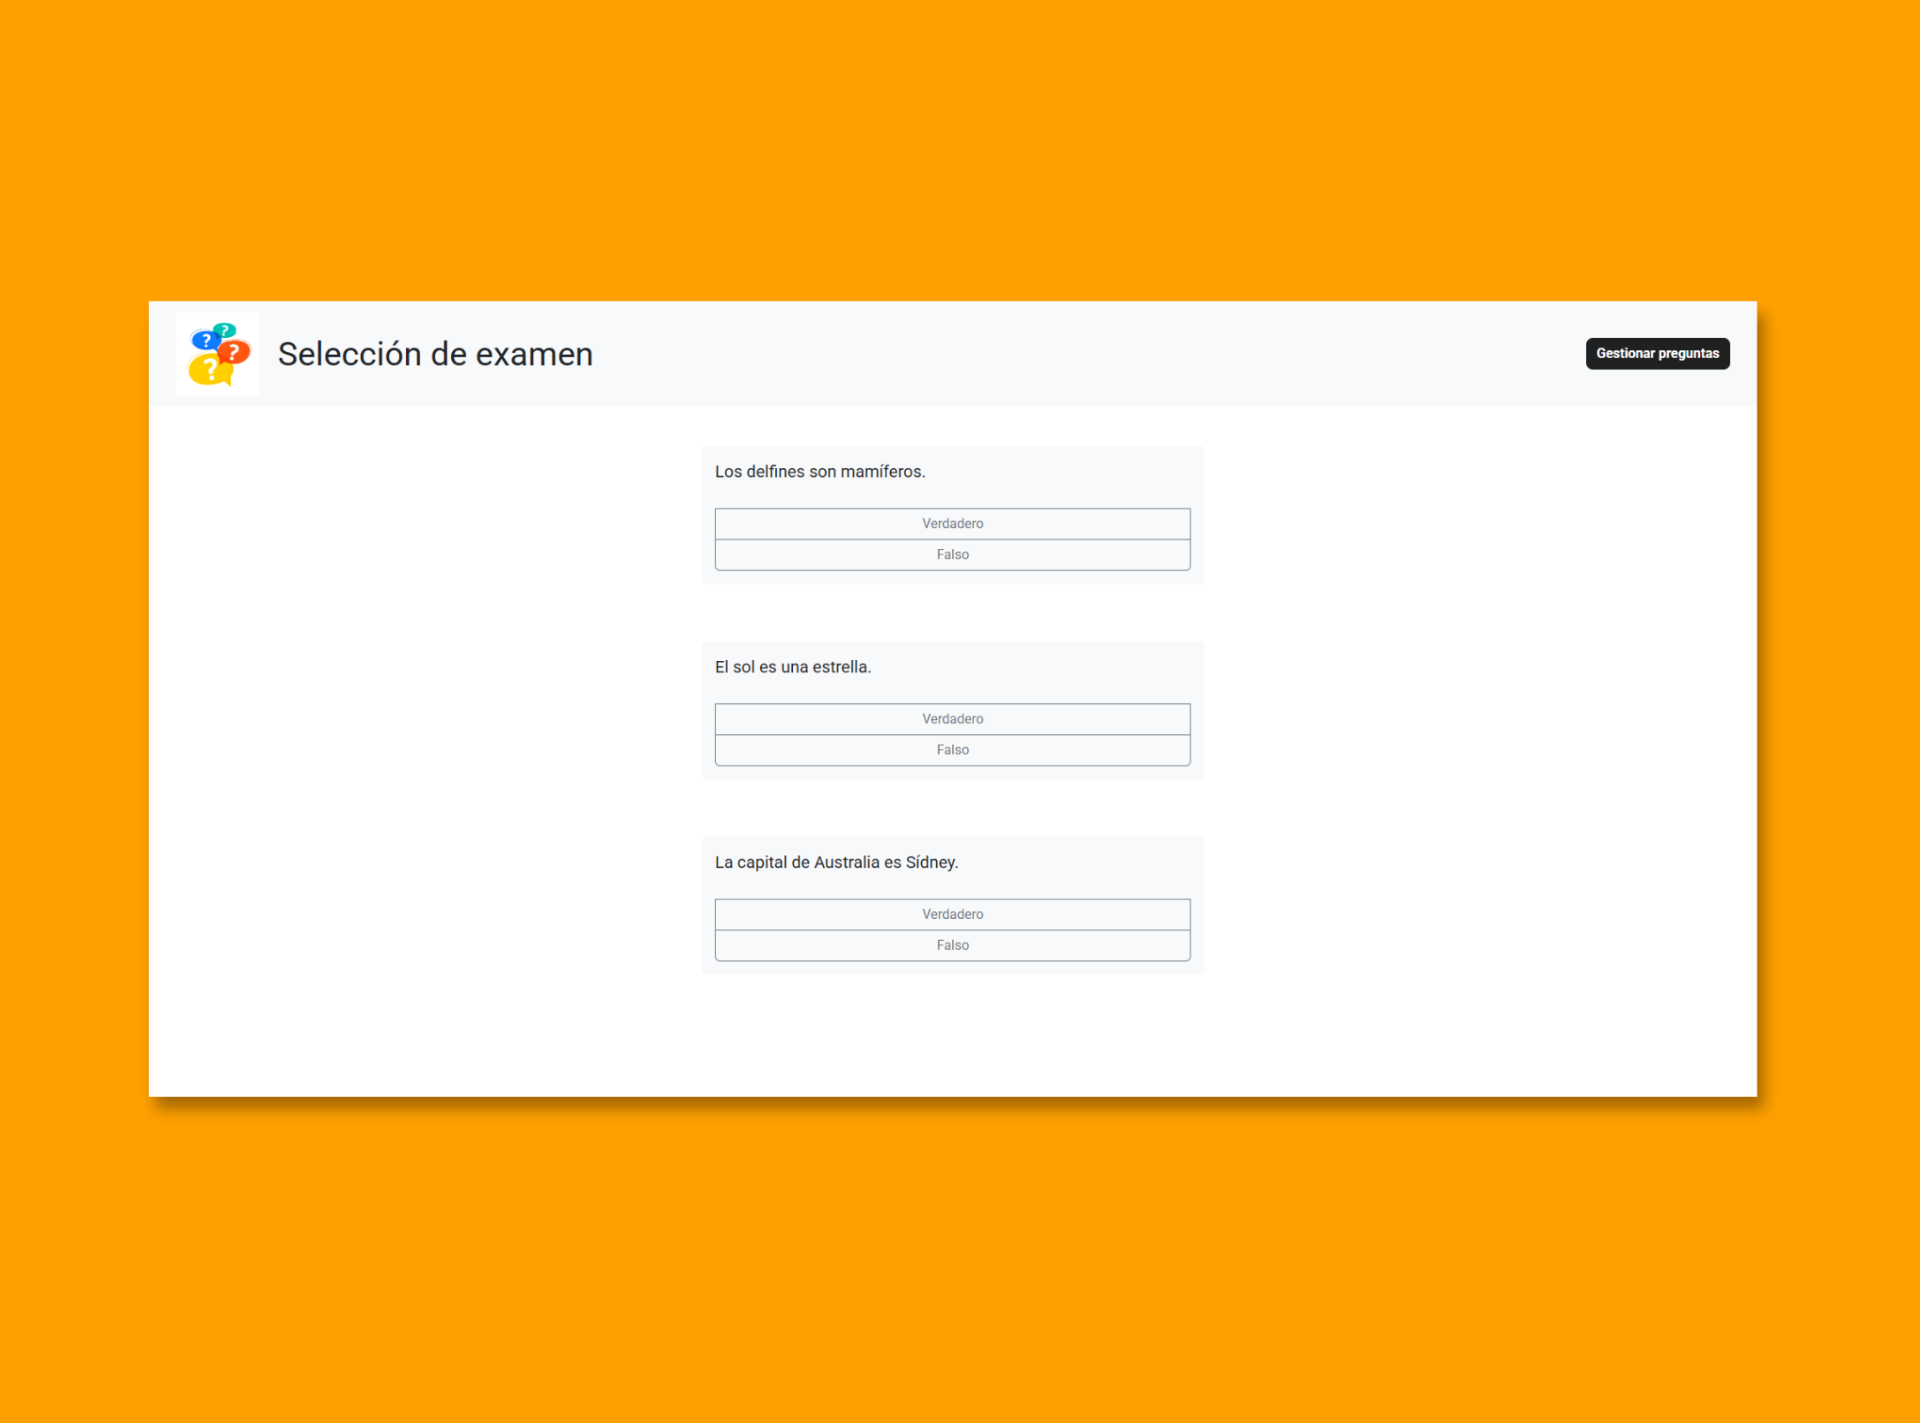 Selección de examen
Gestionar preguntas
Los delfines son mamíferos.
Verdadero
Falso
El sol es una estrella.
Verdadero
Falso
La capital de Australia es Sídney.
Verdadero
Falso